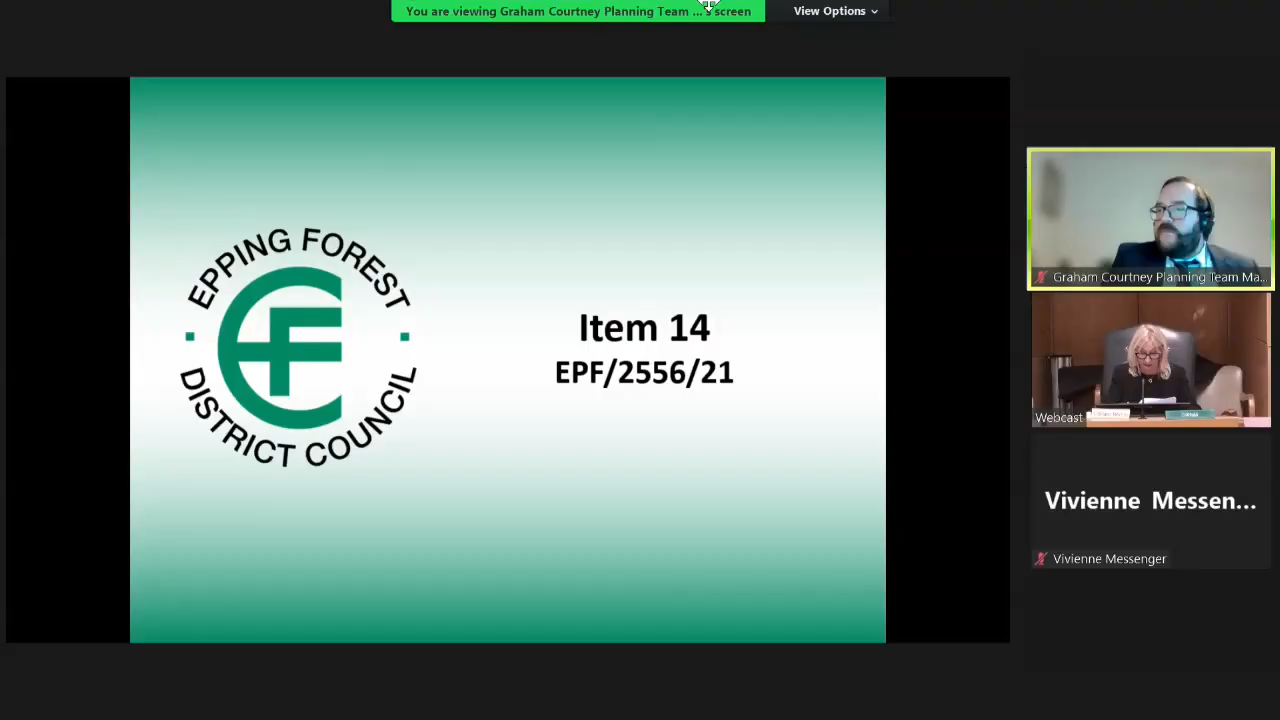 You are viewing Graham Courtney Planning Team ...'s screen
View Options
EPPING FOREST
DISTRICT COUNCIL
Item 14
EPF/2556/21
Graham Courtney Planning Team Ma...
Webcast
Vivienne Messen...
Vivienne Messenger